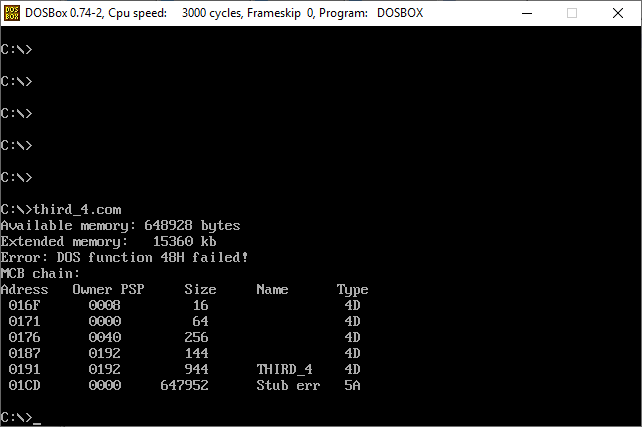 DOS BOX DOSBox 0.74-2, Cpu speed: 3000 cycles, Frameskip 0, Program: DOSBOX
C:\>
C:\>
C:\>
C:\>
C:\>
C:\>third_4.com
Available memory: 648928 bytes
Extended memory: 15360 kb
Error: DOS function 48H failed!
MCB chain:
Adress Owner PSP Size Name Type
016F 0008 16 4D
0171 0000 64 4D
0176 0040 256 4D
0187 0192 144 4D
0191 0192 944 THIRD_4 4D
01CD 0000 647952 Stub err 5A
C:\>_